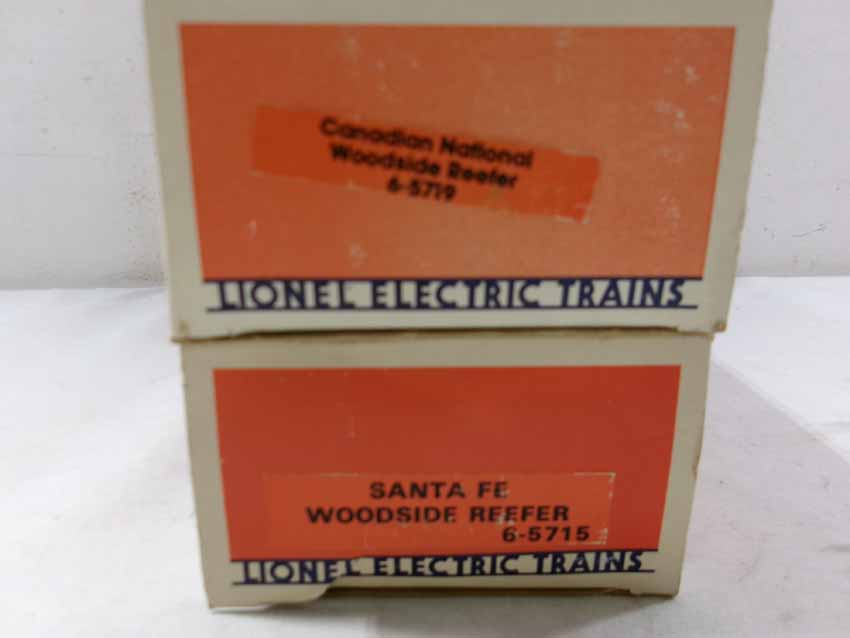 Canadian National
Woodside Reefer
6-5719
LIONEL ELECTRIC TRAINS
SANTA FE
WOODSIDE REEFER
6-5715
LIONEL ELECTRIC TRAINS